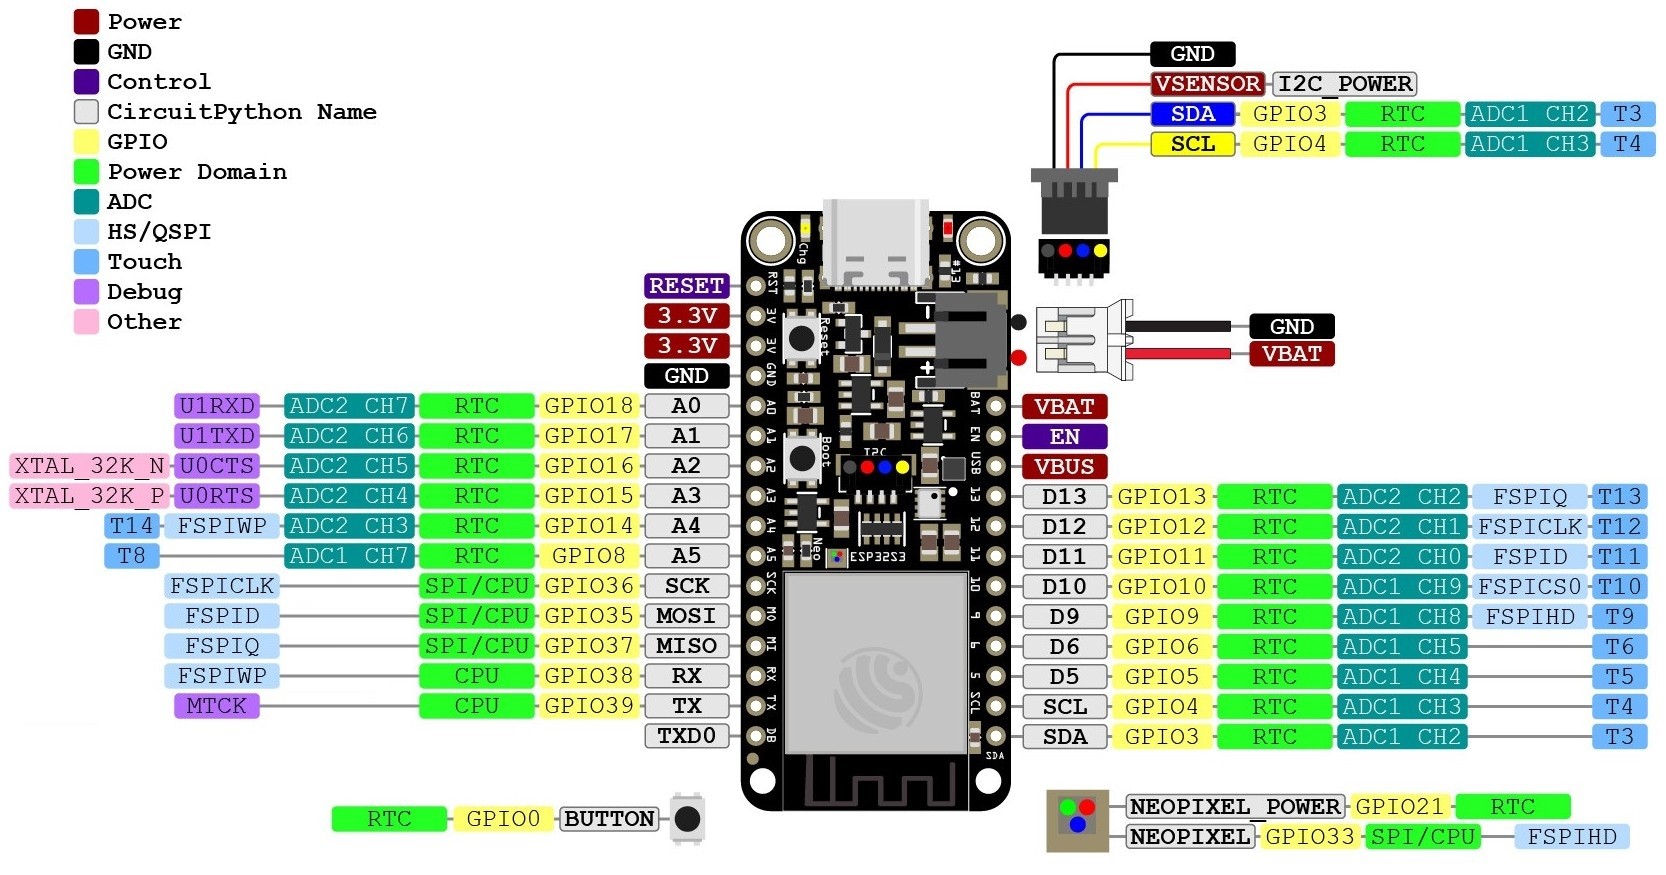 Power
GND
Control
CircuitPython Name
GPIO
Power Domain
ADC
HS/QSPI
Touch
Debug
Other
GND
VSENSOR I2C_POWER
SDA GPIO3 RTC ADC1 CH2 T3
SCL GPIO4 RTC ADC1 CH3 T4
GND
VBAT
RESET
3.3V
3.3V
GND
U1RXD ADC2 CH7 RTC GPIO18 A0
U1TXD ADC2 CH6 RTC GPIO17 A1
XTAL_32K_N U0CTS ADC2 CH5 RTC GPIO16 A2
XTAL_32K_P U0RTS ADC2 CH4 RTC GPIO15 A3
T14 FSPIWP ADC2 CH3 RTC GPIO14 A4
T8 ADC1 CH7 RTC GPIO8 A5
FSPICLK SPI/CPU GPIO36 SCK
FSPID SPI/CPU GPIO35 MOSI
FSPIQ SPI/CPU GPIO37 MISO
FSPIWP CPU GPIO38 RX
MTCK CPU GPIO39 TX
TXD0
Chg
#13
RST
3V
3V
GND
A0
A1
A2
A3
A4
A5
SCK
MO
MI
RX
TX
DB
Reset
Boot
I2C
Neo
ESP32S3
- 
+
BAT
EN
USB
13
12
11
10
9
6
5
SCL
SDA
VBAT
EN
VBUS
D13 GPIO13 RTC ADC2 CH2 FSPIQ T13
D12 GPIO12 RTC ADC2 CH1 FSPICLK T12
D11 GPIO11 RTC ADC2 CH0 FSPID T11
D10 GPIO10 RTC ADC1 CH9 FSPICS0 T10
D9 GPIO9 RTC ADC1 CH8 FSPIHD T9
D6 GPIO6 RTC ADC1 CH5 T6
D5 GPIO5 RTC ADC1 CH4 T5
SCL GPIO4 RTC ADC1 CH3 T4
SDA GPIO3 RTC ADC1 CH2 T3
RTC GPIO0 BUTTON
NEOPIXEL_POWER GPIO21 RTC
NEOPIXEL GPIO33 SPI/CPU FSPIHD